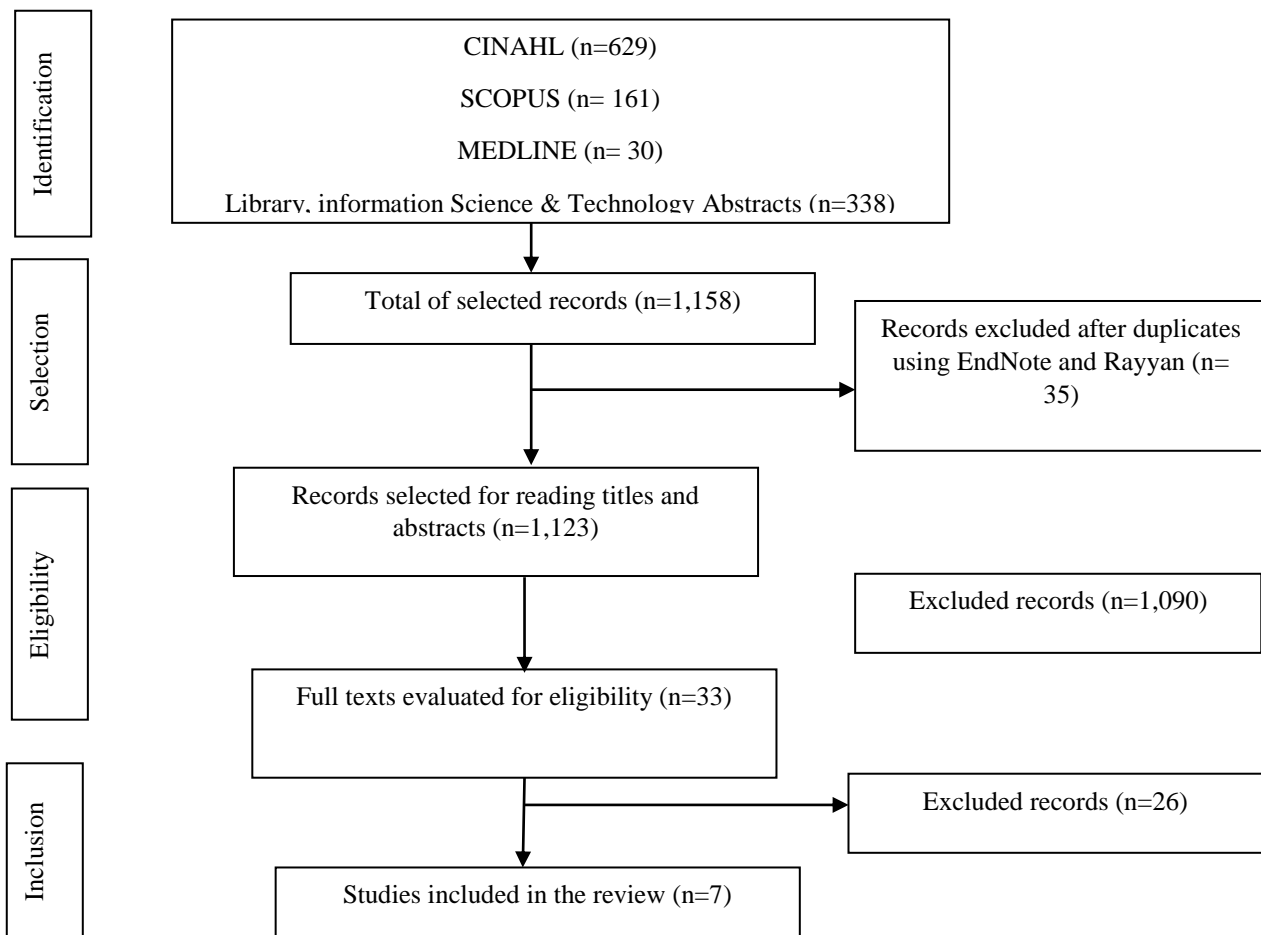 Identification
CINAHL (n=629)
SCOPUS (n= 161)
MEDLINE (n= 30)
Library, information Science & Technology Abstracts (n=338)
Selection
Total of selected records (n=1,158)
Records excluded after duplicates
using EndNote and Rayyan (n=
35)
Eligibility
Records selected for reading titles and
abstracts (n=1,123)
Excluded records (n=1,090)
Full texts evaluated for eligibility (n=33)
Inclusion
Excluded records (n=26)
Studies included in the review (n=7)